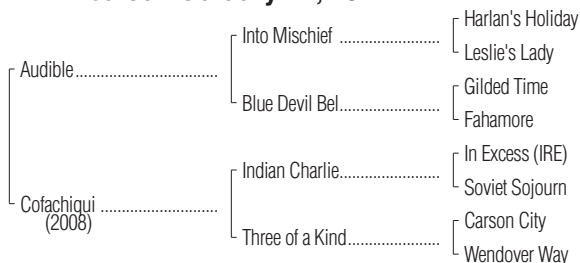 Harlan's Holiday
Into Mischief
Leslie's Lady
Audible
Gilded Time
Blue Devil Bel
Fahamore
In Excess (IRE)
Indian Charlie
Soviet Sojourn
Cofachiqui
(2008)
Carson City
Three of a Kind
Wendover Way